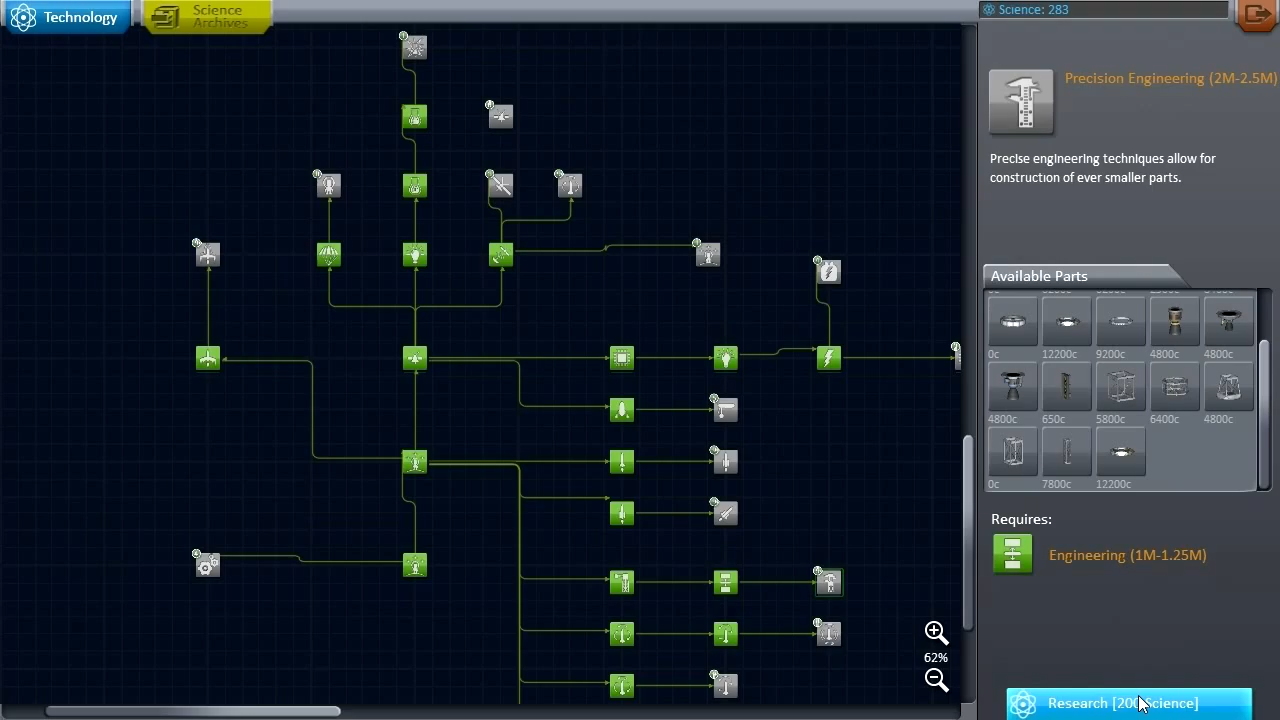 Technology
Science
Archives
Science: 283
Precision Engineering (2M-2.5M)
Precise engineering techniques allow for
construction of ever smaller parts.
Available Parts
0c 12200c 9200c 4800c 4800c
4800c 650c 5800c 6400c 4800c
0c 7800c 12200c
Requires:
Engineering (1M-1.25M)
62%
Research [200 Science]